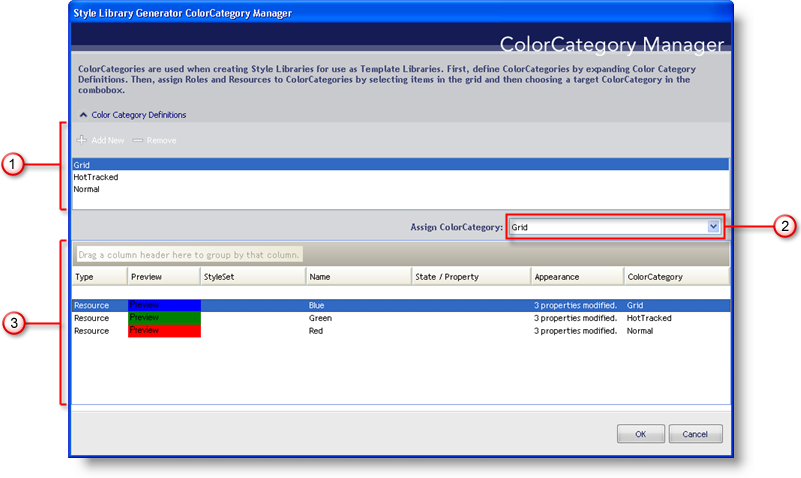 Style Library Generator ColorCategory Manager
ColorCategory Manager
ColorCategories are used when creating Style Libraries for use as Template Libraries. First, define ColorCategories by expanding Color Category
Definitions. Then, assign Roles and Resources to ColorCategories by selecting items in the grid and then choosing a target ColorCategory in the
combobox.
Color Category Definitions
1
Add New Remove
Grid
HotTracked
Normal
Assign ColorCategory: Grid
2
Drag a column header here to group by that column.
Type Preview StyleSet Name State / Property Appearance ColorCategory
Resource Preview Blue 3 properties modified. Grid
3
Resource Preview Green 3 properties modified. HotTracked
Resource Preview Red 3 properties modified. Normal
OK Cancel